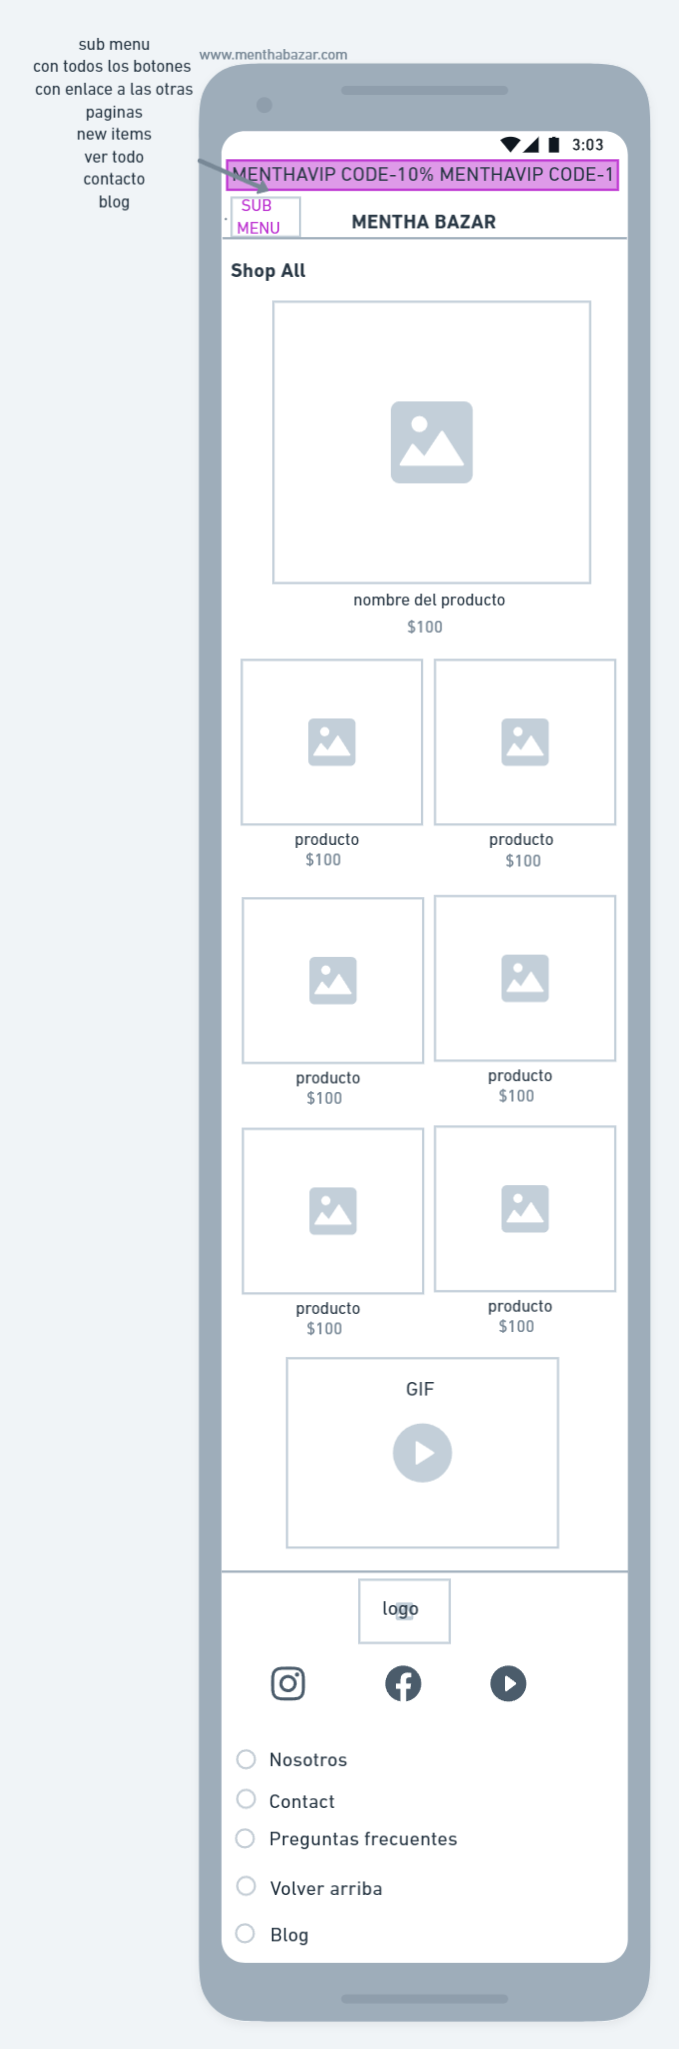 sub menu
con todos los botones
con enlace a las otras
paginas
new items
ver todo
contacto
blog
www.menthabazar.com
3:03
MENTHAVIP CODE-10% MENTHAVIP CODE-1
SUB
MENU
MENTHA BAZAR
Shop All
nombre del producto
$100
producto
$100
producto
$100
producto
$100
producto
$100
producto
$100
producto
$100
GIF
logo
Nosotros
Contact
Preguntas frecuentes
Volver arriba
Blog